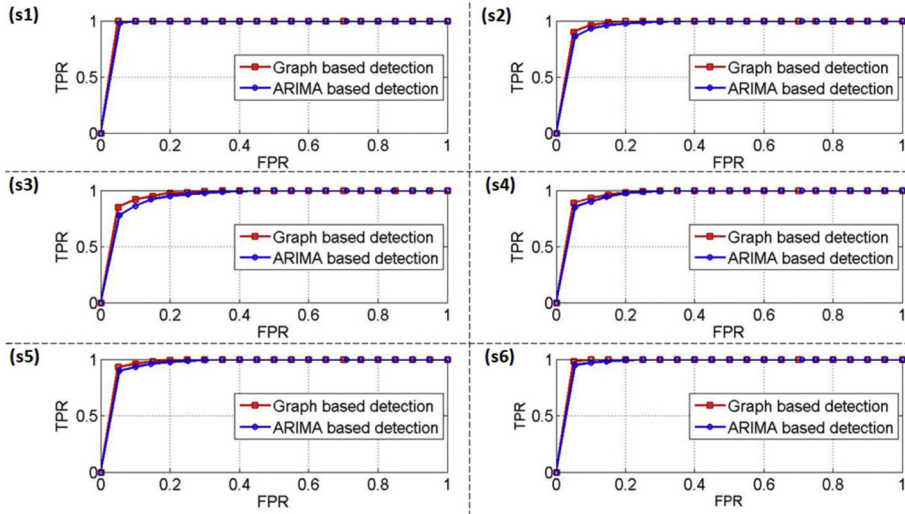 (s1)
1
0.5
0
TPR
0 0.2 0.4 0.6 0.8 1
FPR
Graph based detection
ARIMA based detection
(s2)
1
0.5
0
TPR
0 0.2 0.4 0.6 0.8 1
FPR
Graph based detection
ARIMA based detection
(s3)
1
0.5
0
TPR
0 0.2 0.4 0.6 0.8 1
FPR
Graph based detection
ARIMA based detection
(s4)
1
0.5
0
TPR
0 0.2 0.4 0.6 0.8 1
FPR
Graph based detection
ARIMA based detection
(s5)
1
0.5
0
TPR
0 0.2 0.4 0.6 0.8 1
FPR
Graph based detection
ARIMA based detection
(s6)
1
0.5
0
TPR
0 0.2 0.4 0.6 0.8 1
FPR
Graph based detection
ARIMA based detection